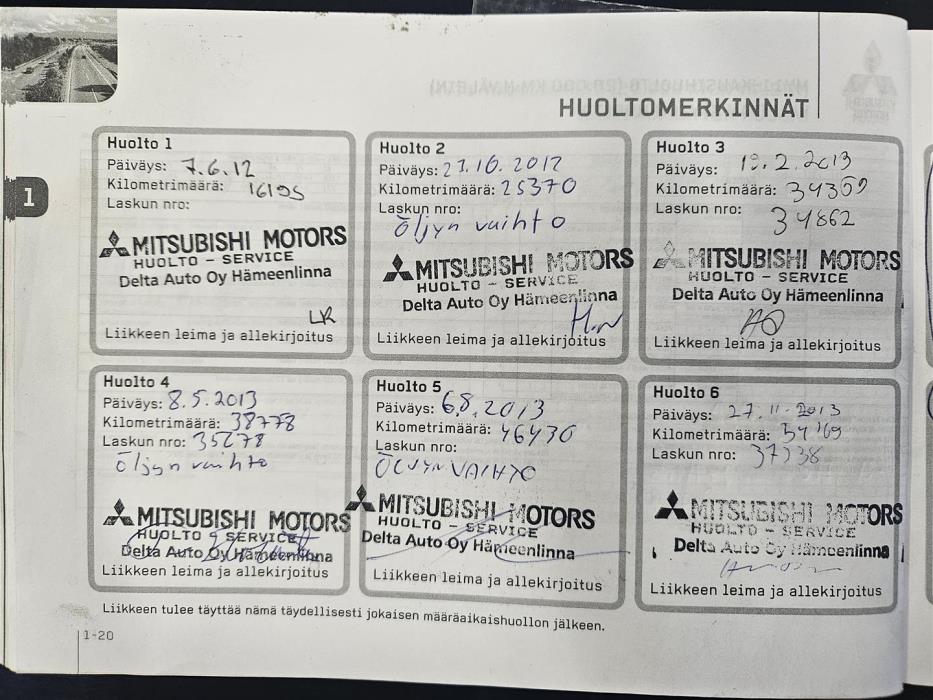 HUOLTOMERKINNÄT
1
Huolto 1
Päiväys: 7.6.12
Kilometrimäärä: 16195
Laskun nro:
MITSUBISHI MOTORS
HUOLTO - SERVICE
Delta Auto Oy Hämeenlinna
LR
Liikkeen leima ja allekirjoitus
Huolto 2
Päiväys: 23.10.2012
Kilometrimäärä: 25370
Laskun nro:
Öljyn vaihto
MITSUBISHI MOTORS
HUOLTO - SERVICE
Delta Auto Oy Hämeenlinna
Liikkeen leima ja allekirjoitus
Huolto 3
Päiväys: 19.2.2013
Kilometrimäärä: 34359
Laskun nro:
34862
MITSUBISHI MOTORS
HUOLTO - SERVICE
Delta Auto Oy Hämeenlinna
Liikkeen leima ja allekirjoitus
Huolto 4
Päiväys: 8.5.2013
Kilometrimäärä: 38778
Laskun nro: 35678
Öljyn vaihto
MITSUBISHI MOTORS
HUOLTO - SERVICE
Delta Auto Oy Hämeenlinna
Liikkeen leima ja allekirjoitus
Huolto 5
Päiväys: 6.8.2013
Kilometrimäärä: 46430
Laskun nro:
ÖLJYN VAIHTO
MITSUBISHI MOTORS
HUOLTO - SERVICE
Delta Auto Oy Hämeenlinna
Liikkeen leima ja allekirjoitus
Huolto 6
Päiväys: 27.11.2013
Kilometrimäärä: 54169
Laskun nro: 37338
MITSUBISHI MOTORS
HUOLTO - SERVICE
Delta Auto Oy Hämeenlinna
Liikkeen leima ja allekirjoitus
Liikkeen tulee täyttää nämä täydellisesti jokaisen määräaikaishuollon jälkeen.
1-20